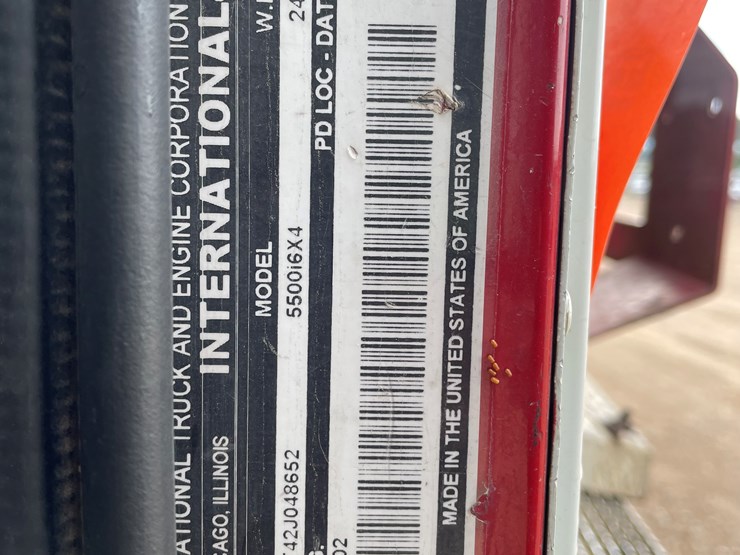 ATIONAL TRUCK AND ENGINE CORPORATION
AGO, ILLINOIS INTERNATIONAL
MODEL W.
42J048652 5500i6X4 24
PD LOC - DAT
02
MADE IN THE UNITED STATES OF AMERICA